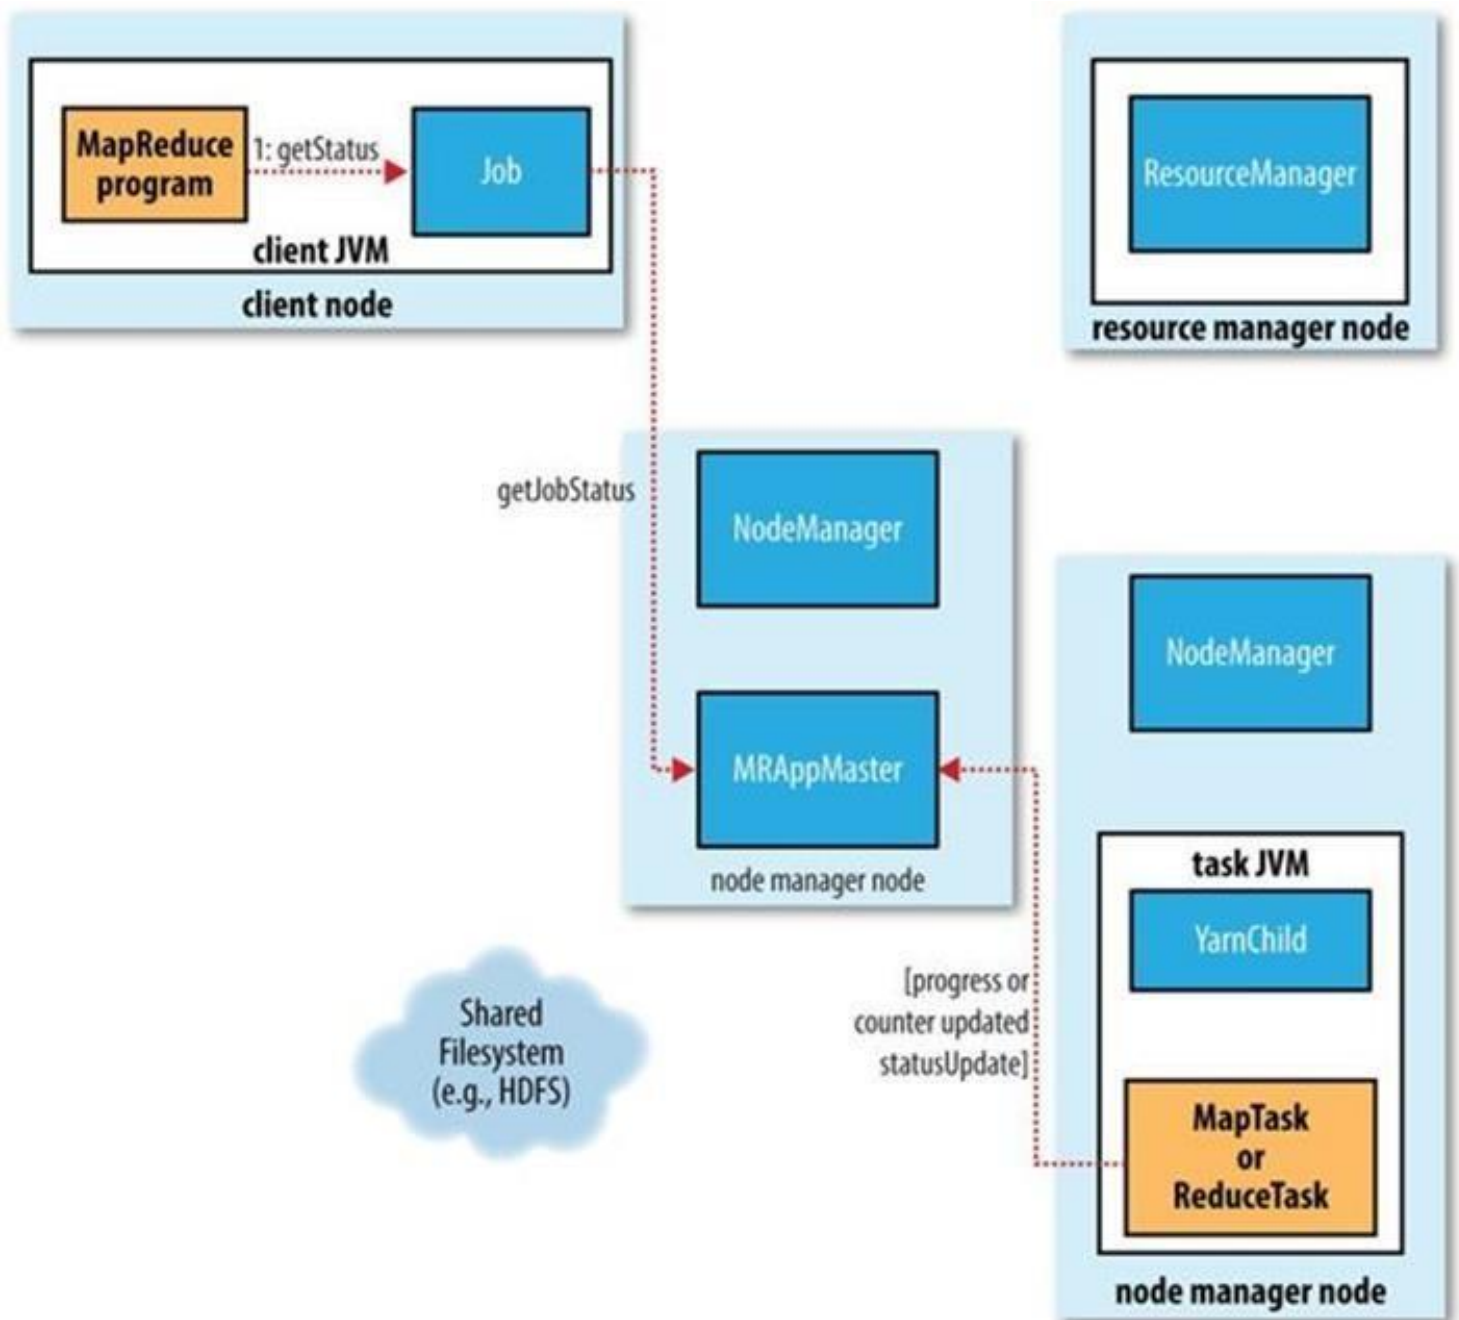 MapReduce
program
1: getStatus
Job
client JVM
client node
ResourceManager
resource manager node
getJobStatus
NodeManager
MRAppMaster
node manager node
NodeManager
task JVM
YarnChild
[progress or
counter updated
statusUpdate]
MapTask
or
ReduceTask
node manager node
Shared
Filesystem
(e.g., HDFS)